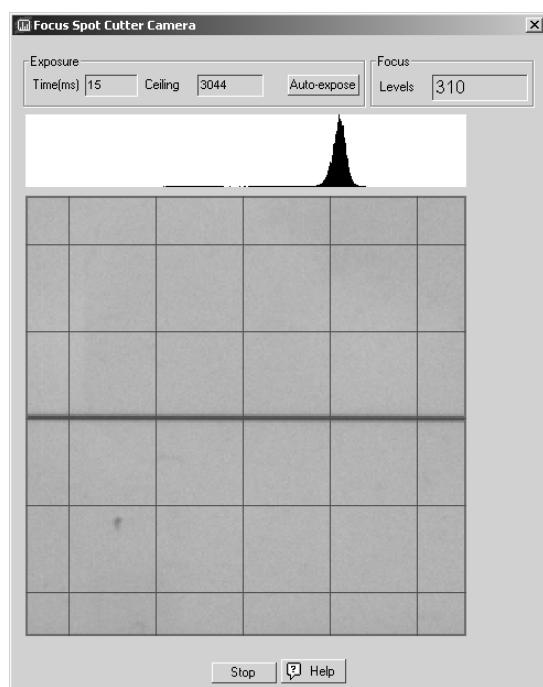 Focus Spot Cutter Camera
Exposure
Time(ms) 15 Ceiling 3044 Auto-expose
Focus
Levels 310
Stop Help